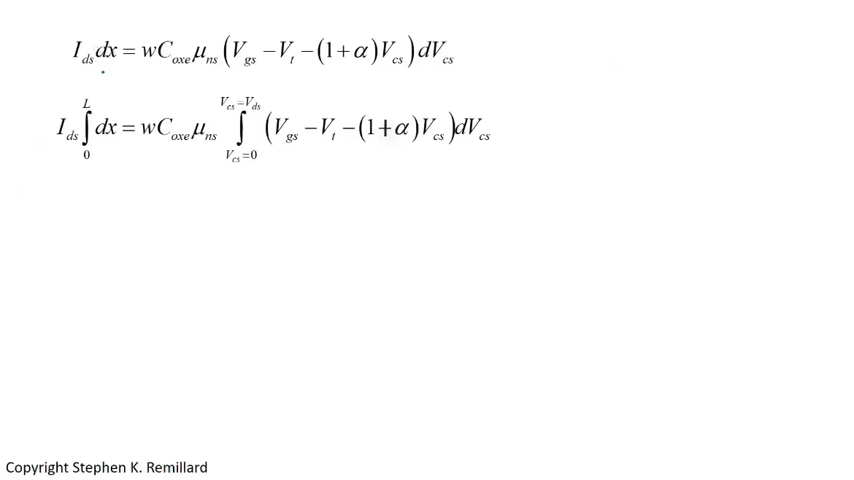 I_ds dx = wC_oxe μ_ns (V_gs − V_t − (1+α)V_cs) dV_cs
I_ds ∫_0^L dx = wC_oxe μ_ns ∫_{V_cs=0}^{V_cs=V_ds} (V_gs − V_t − (1+α)V_cs) dV_cs
Copyright Stephen K. Remillard